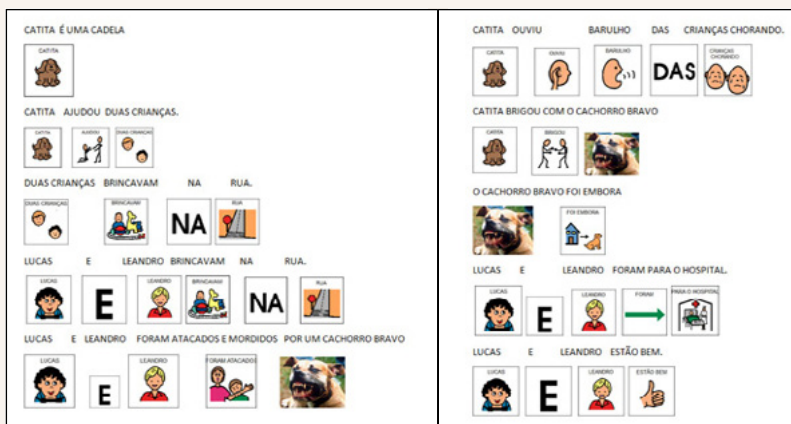 CATITA É UMA CADELA
CATITA
CATITA AJUDOU DUAS CRIANÇAS.
CATITA AJUDOU DUAS CRIANÇAS
DUAS CRIANÇAS BRINCAVAM NA RUA.
DUAS CRIANÇAS BRINCAVAM NA RUA
LUCAS E LEANDRO BRINCAVAM NA RUA.
LUCAS E LEANDRO BRINCAVAM NA RUA
LUCAS E LEANDRO FORAM ATACADOS E MORDIDOS POR UM CACHORRO BRAVO
LUCAS E LEANDRO FORAM ATACADOS
CATITA OUVIU BARULHO DAS CRIANÇAS CHORANDO.
CATITA OUVIU BARULHO DAS CRIANÇAS CHORANDO
CATITA BRIGOU COM O CACHORRO BRAVO
CATITA BRIGOU
O CACHORRO BRAVO FOI EMBORA
FOI EMBORA
LUCAS E LEANDRO FORAM PARA O HOSPITAL.
LUCAS E LEANDRO FORAM PARA O HOSPITAL
LUCAS E LEANDRO ESTÃO BEM.
LUCAS E LEANDRO ESTÃO BEM